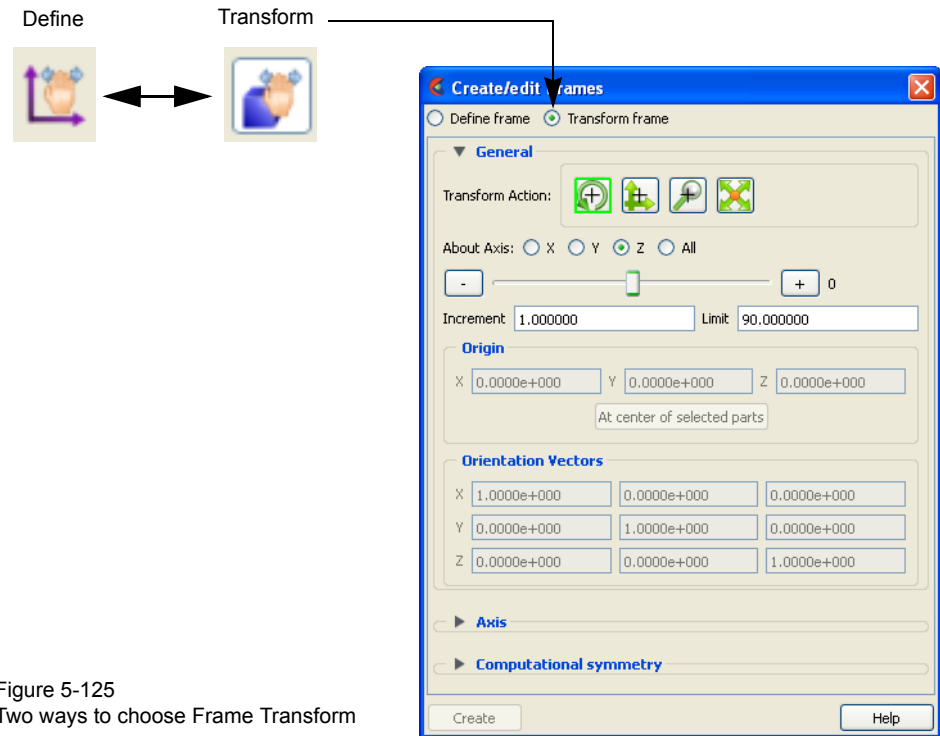 Define Transform
Create/edit Frames
Define frame Transform frame
General
Transform Action:
About Axis: X Y Z All
- + 0
Increment 1.000000 Limit 90.000000
Origin
X 0.0000e+000 Y 0.0000e+000 Z 0.0000e+000
At center of selected parts
Orientation Vectors
X 1.0000e+000 0.0000e+000 0.0000e+000
Y 0.0000e+000 1.0000e+000 0.0000e+000
Z 0.0000e+000 0.0000e+000 1.0000e+000
Axis
Computational symmetry
Figure 5-125
Two ways to choose Frame Transform
Create Help